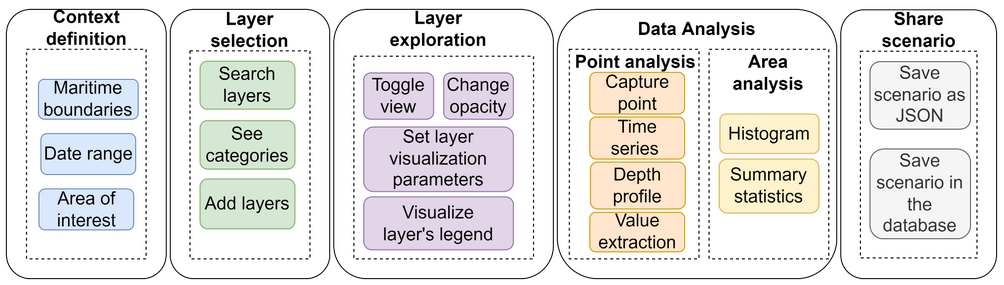 Context
definition
Maritime
boundaries
Date range
Area of
interest
Layer
selection
Search
layers
See
categories
Add layers
Layer
exploration
Toggle
view
Change
opacity
Set layer
visualization
parameters
Visualize
layer's legend
Data Analysis
Point analysis
Capture
point
Time
series
Depth
profile
Value
extraction
Area
analysis
Histogram
Summary
statistics
Share
scenario
Save
scenario as
JSON
Save
scenario in
the
database